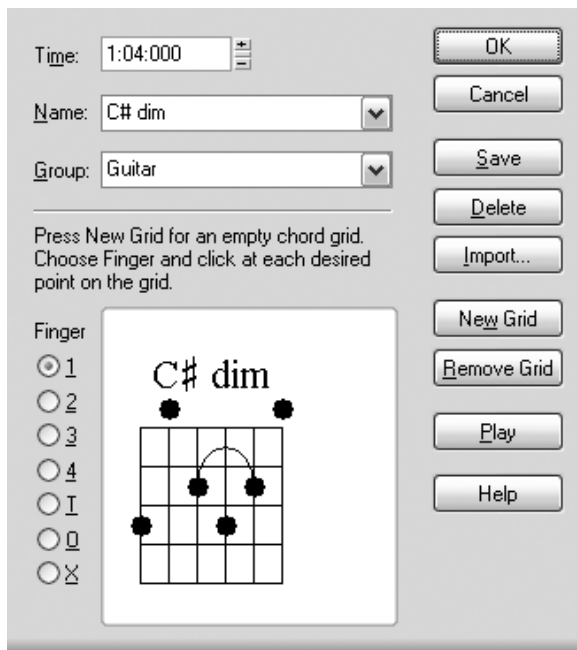 Time: 1:04:000
OK
Cancel
Name: C# dim
Group: Guitar
Save
Delete
Import...
Press New Grid for an empty chord grid.
Choose Finger and click at each desired
point on the grid.
New Grid
Remove Grid
Play
Help
Finger
1
2
3
4
T
O
X
C♯ dim